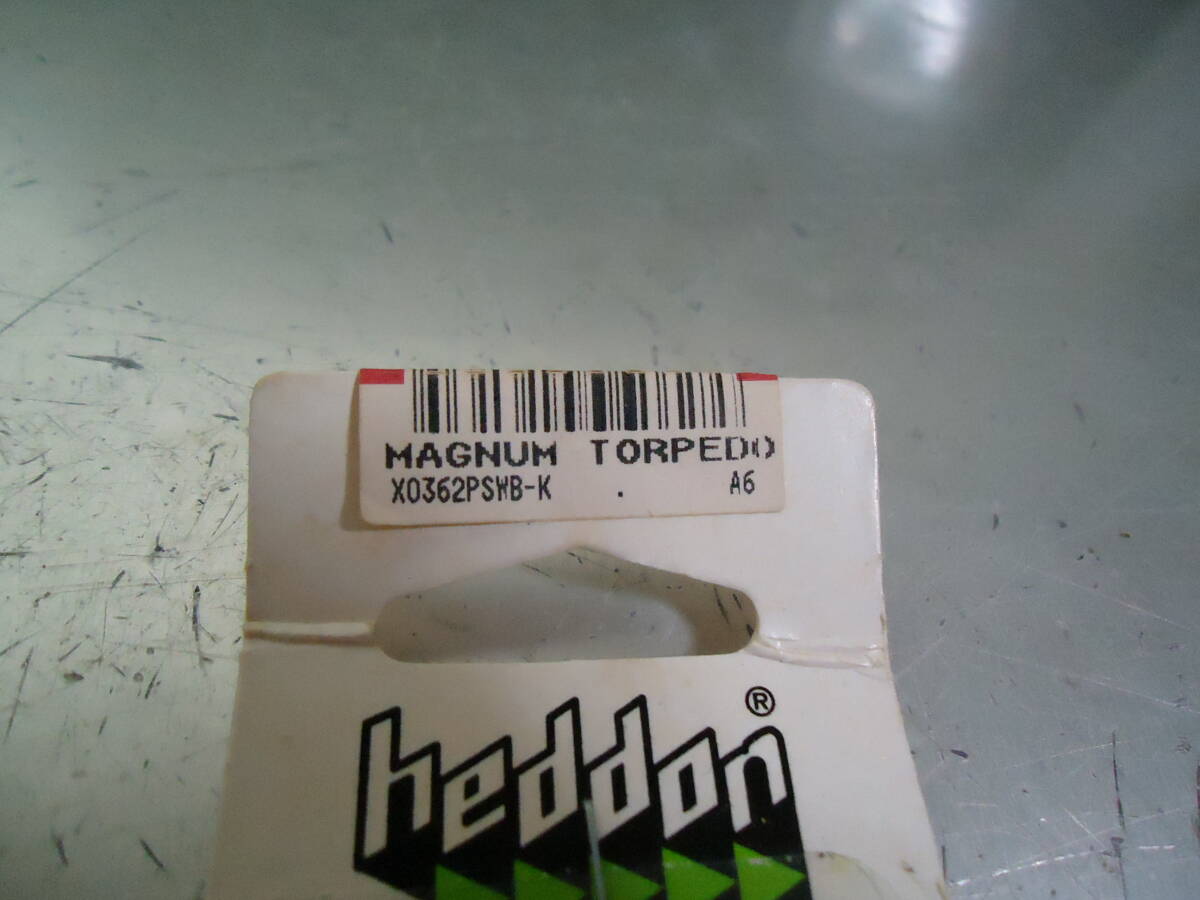 MAGNUM TORPEDO
X0362PSWB-K . A6
heddon®